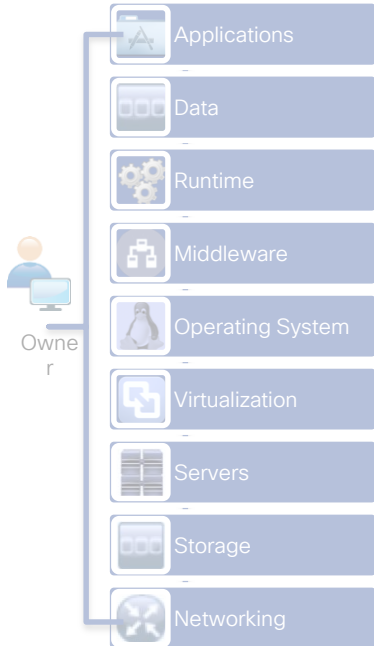 Applications
Data
Runtime
Middleware
Owne
r
Operating System
Virtualization
Servers
Storage
Networking